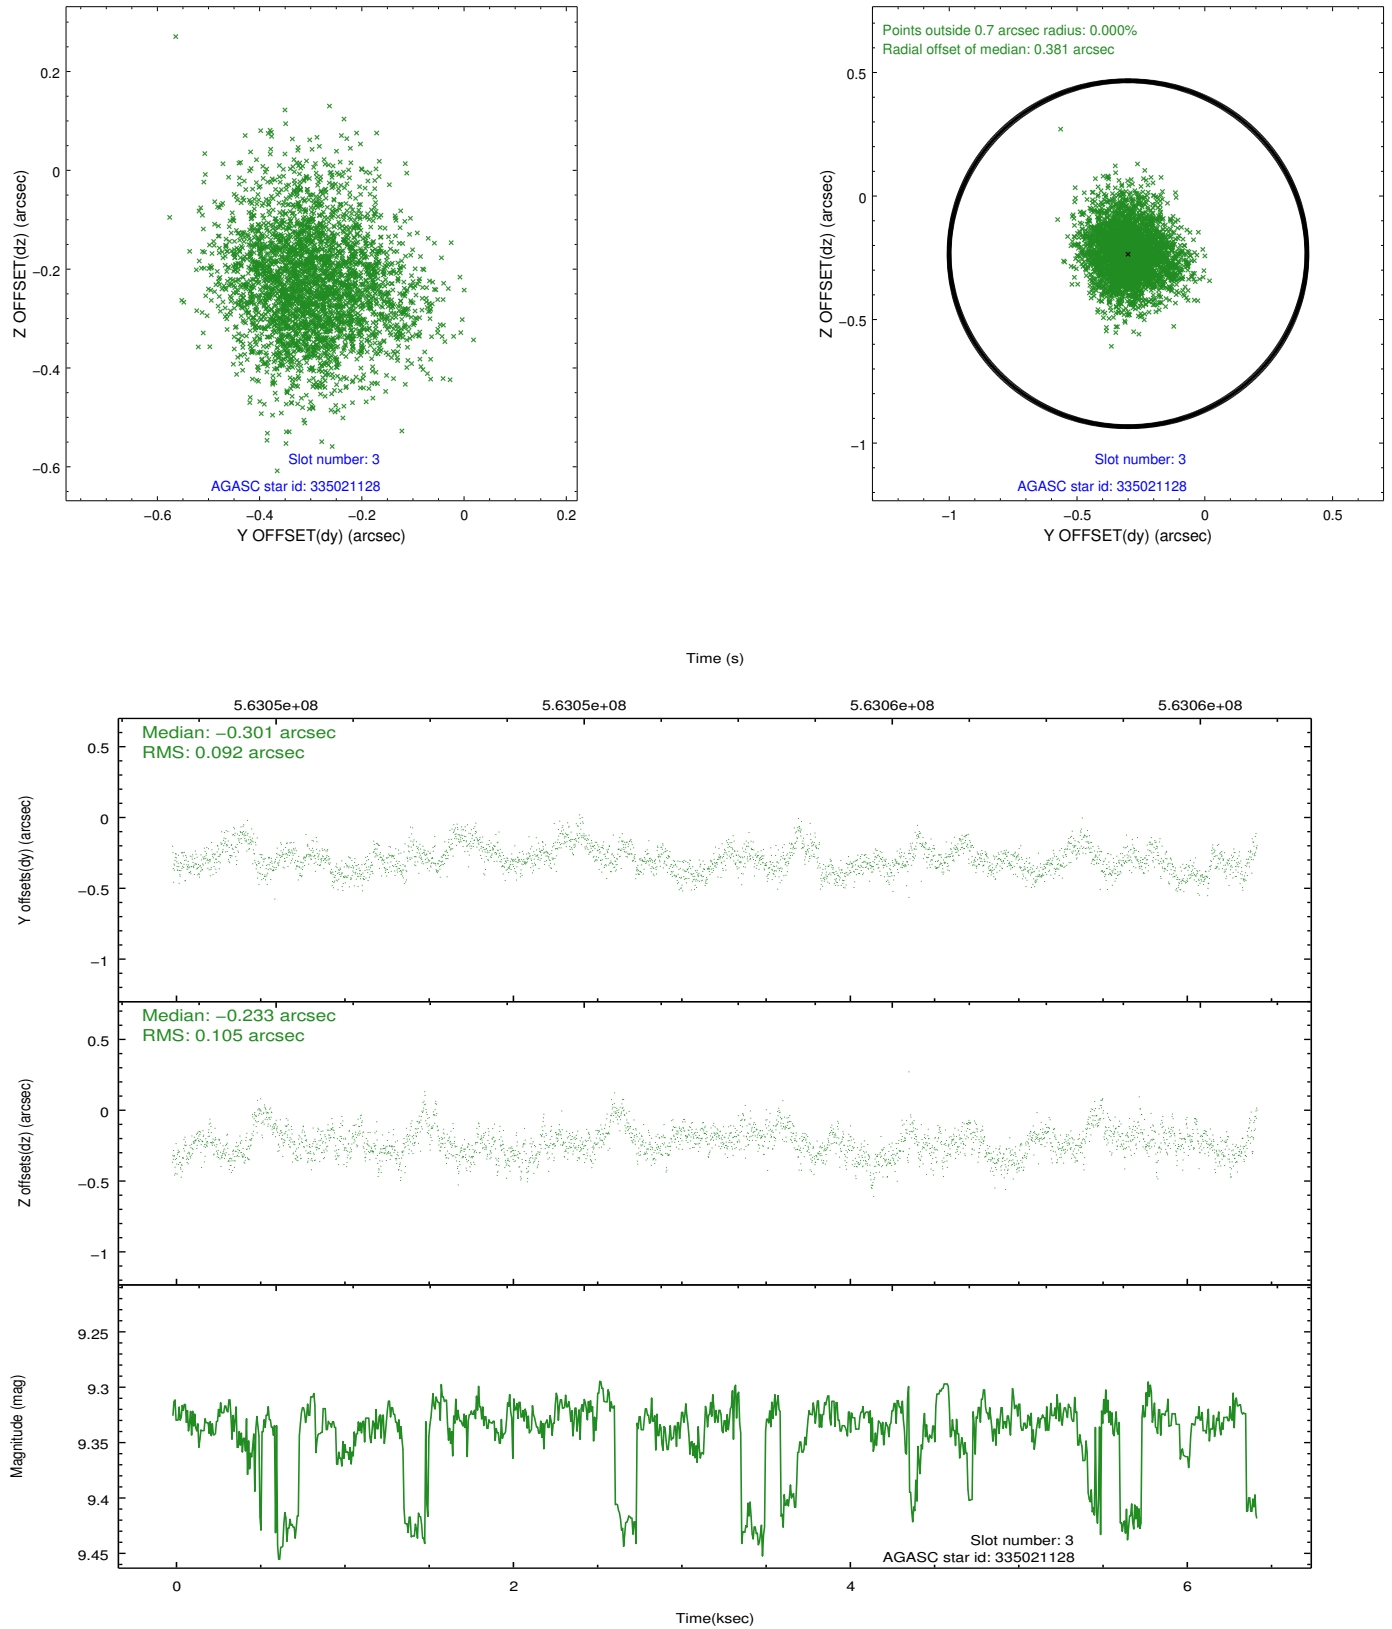 0.2
0
−0.2
−0.4
−0.6
Z OFFSET(dz) (arcsec)
Slot number: 3
AGASC star id: 335021128
−0.6
−0.4
−0.2
0
0.2
Y OFFSET(dy) (arcsec)
Points outside 0.7 arcsec radius: 0.000%
Radial offset of median: 0.381 arcsec
0.5
0
−0.5
−1
Z OFFSET(dz) (arcsec)
Slot number: 3
AGASC star id: 335021128
−1
−0.5
0
0.5
Y OFFSET(dy) (arcsec)
Time (s)
5.6305e+08
5.6305e+08
5.6306e+08
5.6306e+08
Median: −0.301 arcsec
RMS: 0.092 arcsec
0.5
0
−0.5
−1
Y offsets(dy) (arcsec)
Median: −0.233 arcsec
RMS: 0.105 arcsec
0.5
0
−0.5
−1
Z offsets(dz) (arcsec)
9.25
9.3
9.35
9.4
9.45
Magnitude (mag)
Slot number: 3
AGASC star id: 335021128
0
2
4
6
Time(ksec)